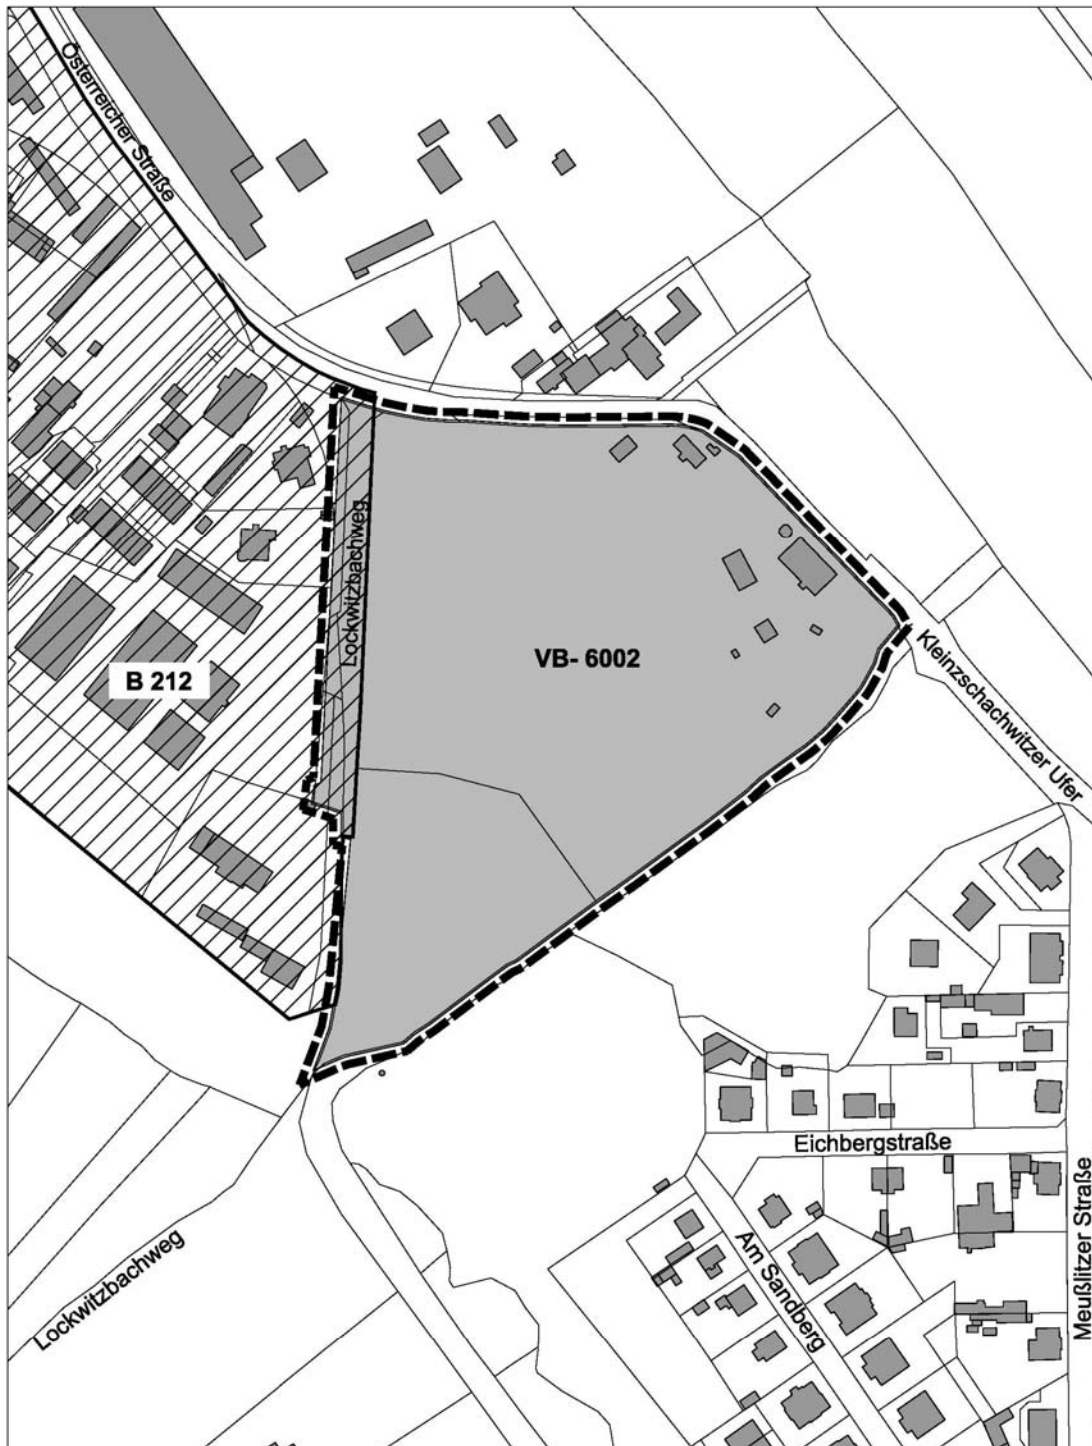 Österreicher Straße
Lockwitzbachweg
VB- 6002
B 212
Kleinzschachwitzer Ufer
Eichbergstraße
Am Sandberg
Meußlitzer Straße
Lockwitzbachweg